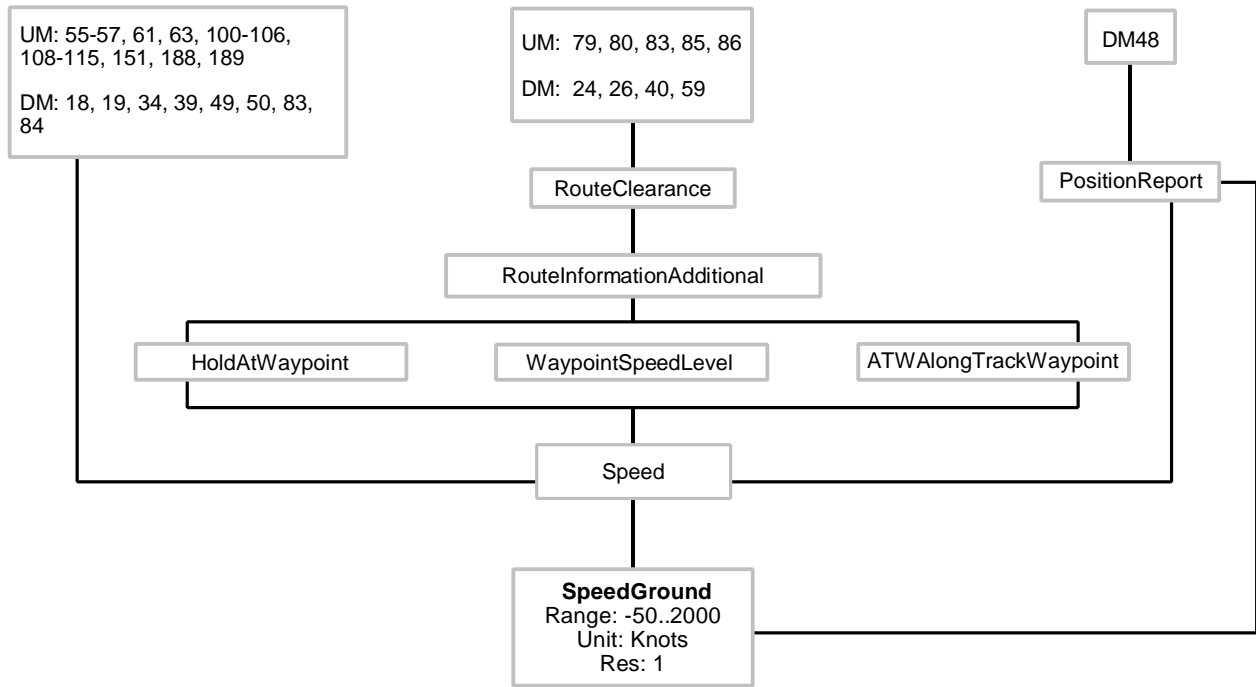 UM: 55-57, 61, 63, 100-106,
108-115, 151, 188, 189
DM: 18, 19, 34, 39, 49, 50, 83,
84
UM:  79, 80, 83, 85, 86
DM:  24, 26, 40, 59
DM48
RouteClearance
PositionReport
RouteInformationAdditional
HoldAtWaypoint
WaypointSpeedLevel
ATWAlongTrackWaypoint
Speed
SpeedGround
Range: -50..2000
Unit: Knots
Res: 1